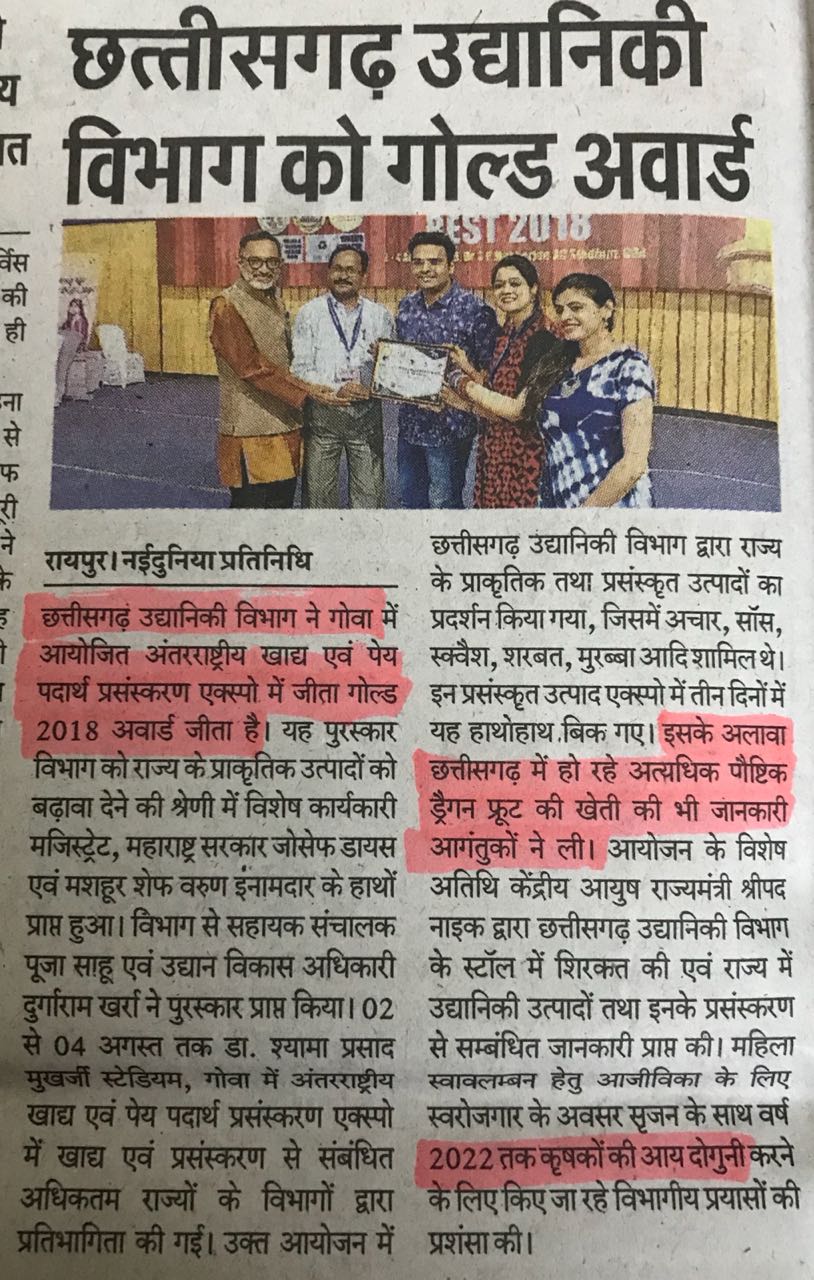 छत्तीसगढ़ उद्यानिकी
विभाग को गोल्ड अवार्ड
BEST 2018
रायपुर। नईदुनिया प्रतिनिधि
छत्तीसगढ़ उद्यानिकी विभाग ने गोवा में
आयोजित अंतरराष्ट्रीय खाद्य एवं पेय
पदार्थ प्रसंस्करण एक्स्पो में जीता गोल्ड
2018 अवार्ड जीता है। यह पुरस्कार
विभाग को राज्य के प्राकृतिक उत्पादों को
बढ़ावा देने की श्रेणी में विशेष कार्यकारी
मजिस्ट्रेट, महाराष्ट्र सरकार जोसेफ डायस
एवं मशहूर शेफ वरुण इंनामदार के हाथों
प्राप्त हुआ। विभाग से सहायक संचालक
पूजा साहू एवं उद्यान विकास अधिकारी
दुर्गाराम खर्रा ने पुरस्कार प्राप्त किया। 02
से 04 अगस्त तक डा. श्यामा प्रसाद
मुखर्जी स्टेडियम, गोवा में अंतरराष्ट्रीय
खाद्य एवं पेय पदार्थ प्रसंस्करण एक्स्पो
में खाद्य एवं प्रसंस्करण से संबंधित
अधिकतम राज्यों के विभागों द्वारा
प्रतिभागिता की गई। उक्त आयोजन में
छत्तीसगढ़ उद्यानिकी विभाग द्वारा राज्य
के प्राकृतिक तथा प्रसंस्कृत उत्पादों का
प्रदर्शन किया गया, जिसमें अचार, सॉस,
स्क्वैश, शरबत, मुरब्बा आदि शामिल थे।
इन प्रसंस्कृत उत्पाद एक्स्पो में तीन दिनों में
यह हाथोहाथ बिक गए। इसके अलावा
छत्तीसगढ़ में हो रहे अत्यधिक पौष्टिक
ड्रैगन फ्रूट की खेती की भी जानकारी
आगंतुकों ने ली। आयोजन के विशेष
अतिथि केंद्रीय आयुष राज्यमंत्री श्रीपद
नाइक द्वारा छत्तीसगढ़ उद्यानिकी विभाग
के स्टॉल में शिरकत की एवं राज्य में
उद्यानिकी उत्पादों तथा इनके प्रसंस्करण
से सम्बंधित जानकारी प्राप्त की। महिला
स्वावलम्बन हेतु आजीविका के लिए
स्वरोजगार के अवसर सृजन के साथ वर्ष
2022 तक कृषकों की आय दोगुनी करने
के लिए किए जा रहे विभागीय प्रयासों की
प्रशंसा की।